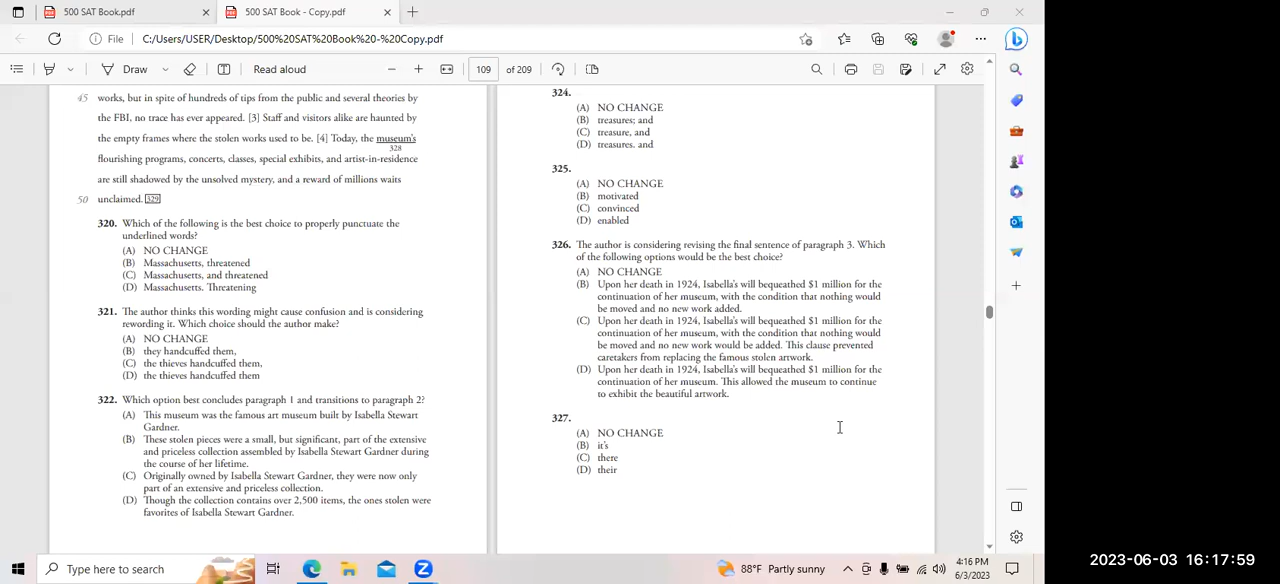 500 SAT Book.pdf
500 SAT Book - Copy.pdf
File
C:/Users/USER/Desktop/500%20SAT%20Book%20-%20Copy.pdf
Draw
Read aloud
109
of 209
45 works, but in spite of hundreds of tips from the public and several theories by
the FBI, no trace has ever appeared. [3] Staff and visitors alike are haunted by
the empty frames where the stolen works used to be. [4] Today, the museum's
328
flourishing programs, concerts, classes, special exhibits, and artist-in-residence
are still shadowed by the unsolved mystery, and a reward of millions waits
50 unclaimed. 329
320. Which of the following is the best choice to properly punctuate the
underlined words?
(A) NO CHANGE
(B) Massachusetts, threatened
(C) Massachusetts, and threatened
(D) Massachusetts. Threatening
321. The author thinks this wording might cause confusion and is considering
rewording it. Which choice should the author make?
(A) NO CHANGE
(B) they handcuffed them,
(C) the thieves handcuffed them,
(D) the thieves handcuffed them
322. Which option best concludes paragraph 1 and transitions to paragraph 2?
(A) This museum was the famous art museum built by Isabella Stewart
Gardner.
(B) These stolen pieces were a small, but significant, part of the extensive
and priceless collection assembled by Isabella Stewart Gardner during
the course of her lifetime.
(C) Originally owned by Isabella Stewart Gardner, they were now only
part of an extensive and priceless collection.
(D) Though the collection contains over 2,500 items, the ones stolen were
favorites of Isabella Stewart Gardner.
324.
(A) NO CHANGE
(B) treasures; and
(C) treasure, and
(D) treasures. and
325.
(A) NO CHANGE
(B) motivated
(C) convinced
(D) enabled
326. The author is considering revising the final sentence of paragraph 3. Which
of the following options would be the best choice?
(A) NO CHANGE
(B) Upon her death in 1924, Isabella's will bequeathed $1 million for the
continuation of her museum, with the condition that nothing would
be moved and no new work added.
(C) Upon her death in 1924, Isabella's will bequeathed $1 million for the
continuation of her museum, with the condition that nothing would
be moved and no new work would be added. This clause prevented
caretakers from replacing the famous stolen artwork.
(D) Upon her death in 1924, Isabella's will bequeathed $1 million for the
continuation of her museum. This allowed the museum to continue
to exhibit the beautiful artwork.
327.
(A) NO CHANGE
(B) it's
(C) there
(D) their
Type here to search
88°F Partly sunny
4:16 PM
6/3/2023
2023-06-03 16:17:59